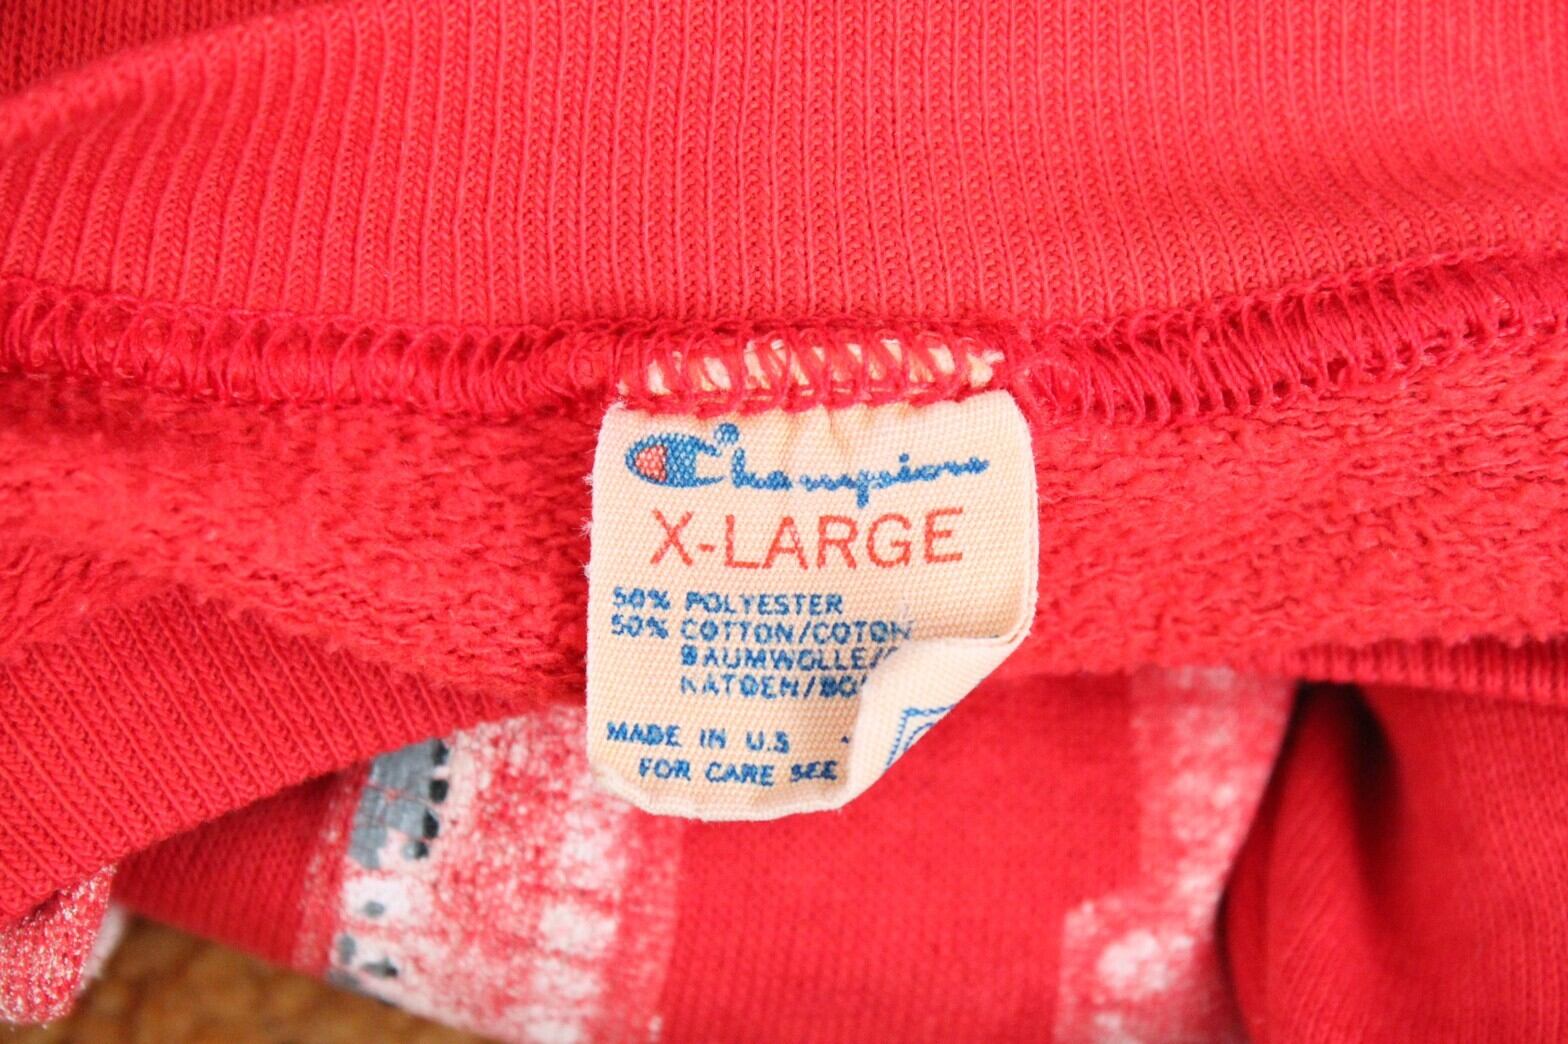 Champion
X-LARGE
50% POLYESTER
50% COTTON/COTON
BAUMWOLLE/
KATOEN/
MADE IN U.S
FOR CARE SEE